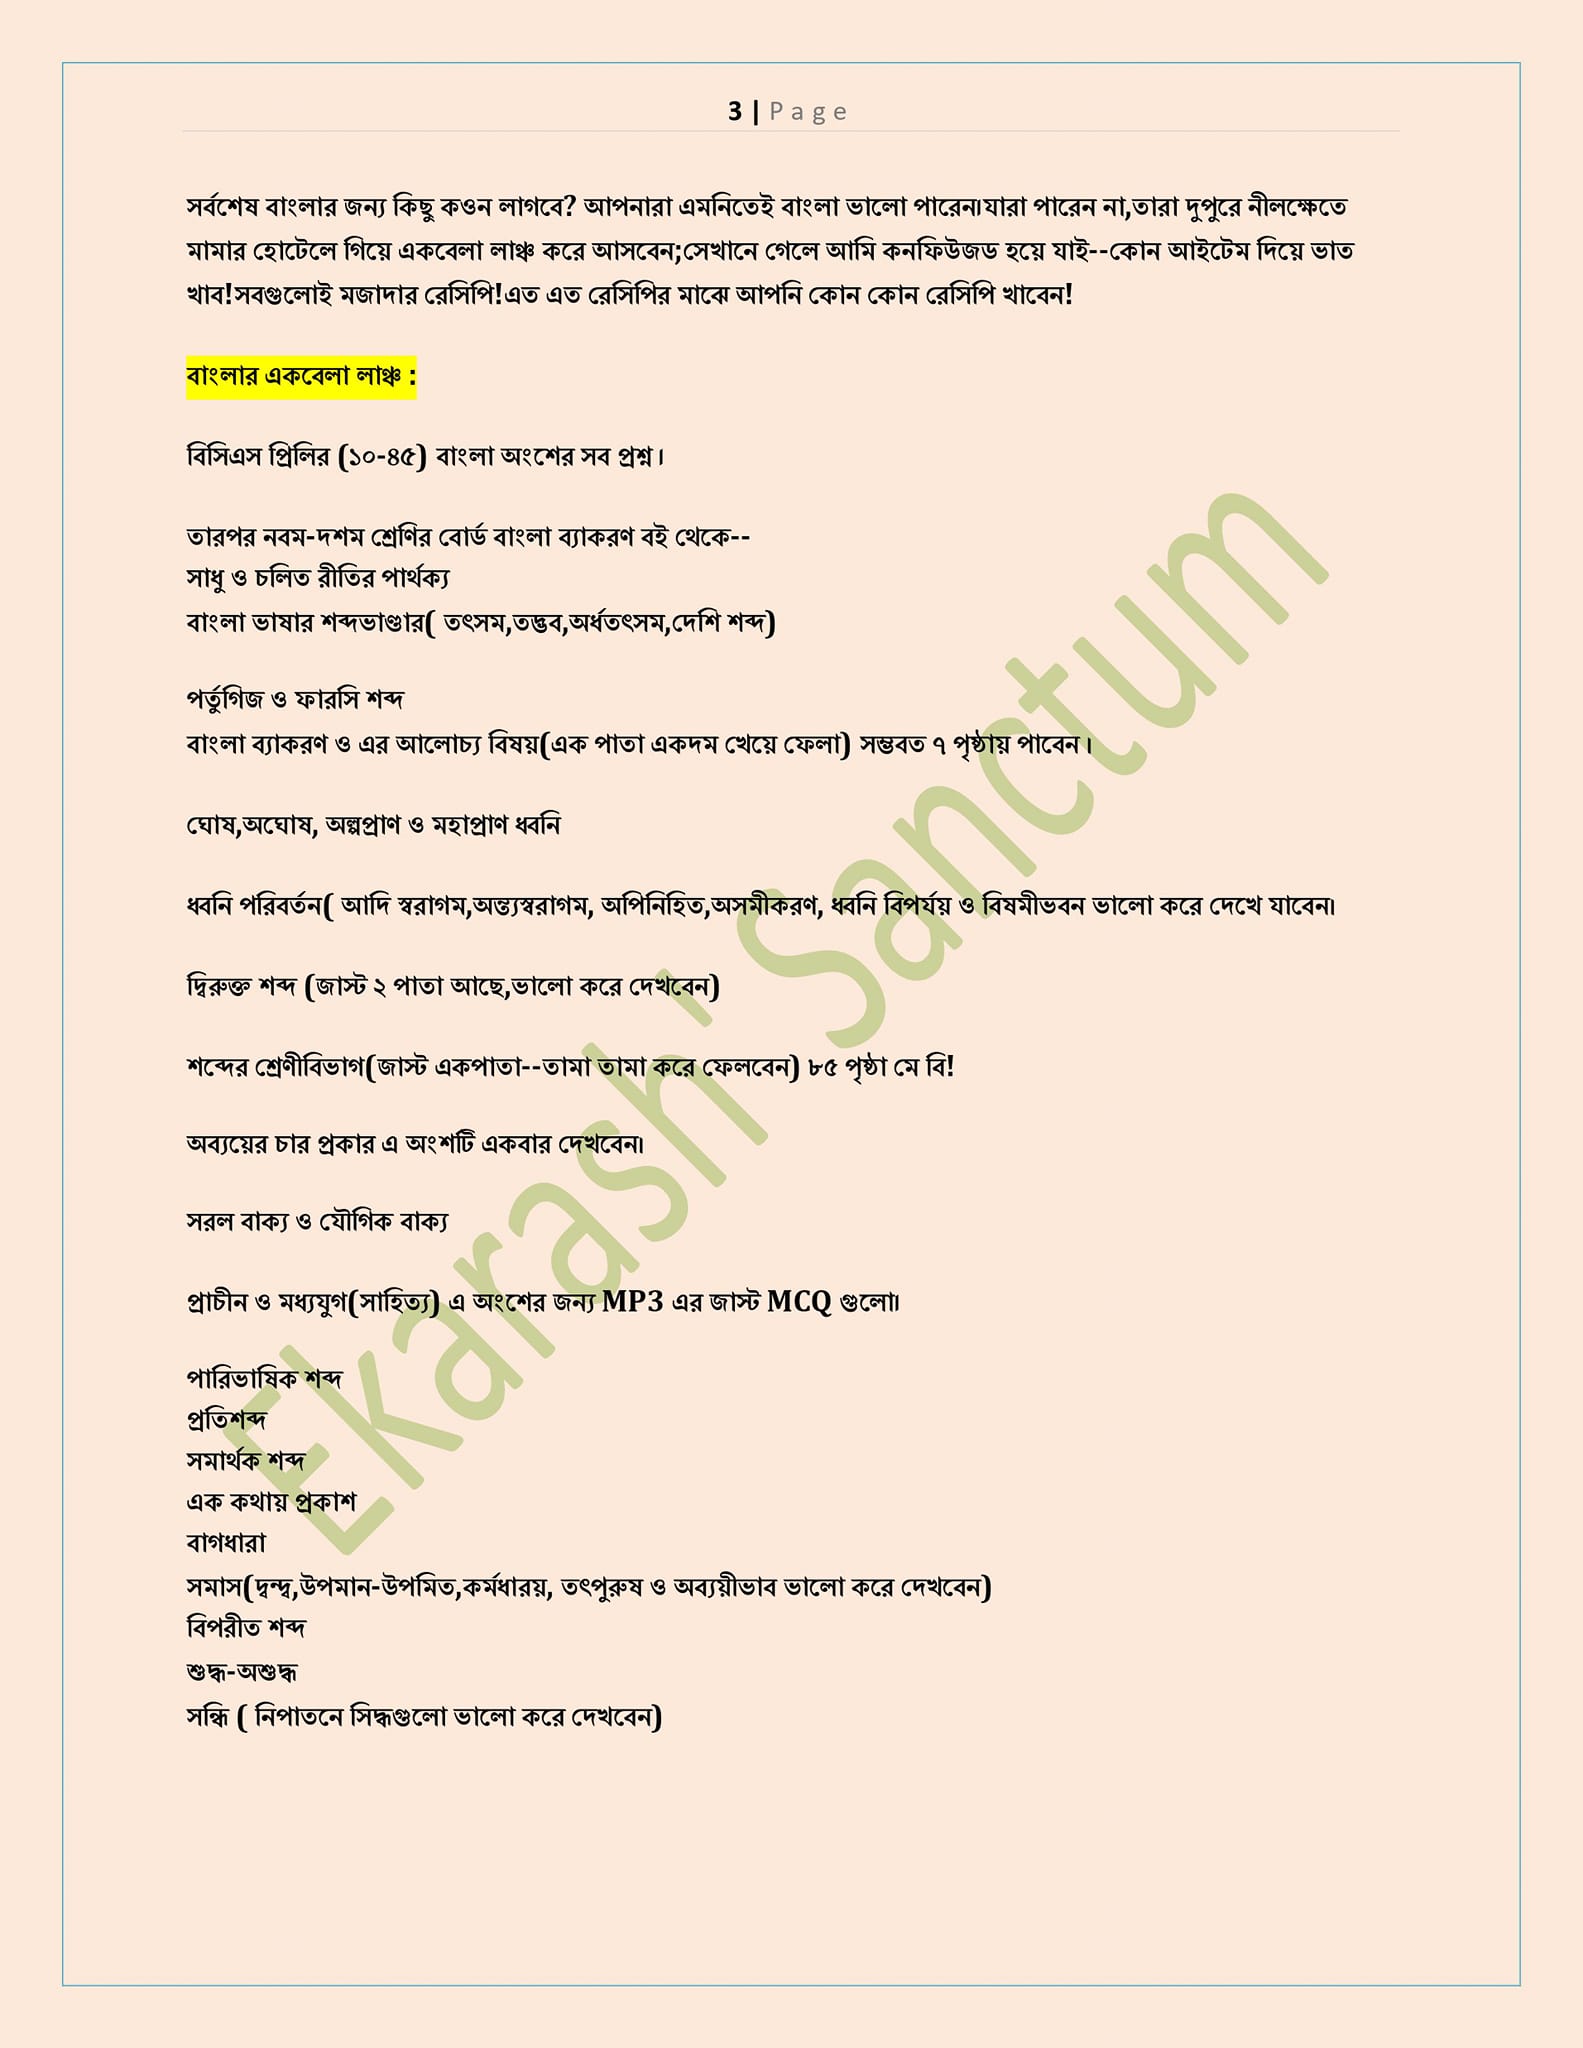 3 | Page
সর্বশেষ বাংলার জন্য কিছু কওন লাগবে? আপনারা এমনিতেই বাংলা ভালো পারেন৷যারা পারেন না,তারা দুপুরে নীলক্ষেতে
মামার হোটেলে গিয়ে একবেলা লাঞ্চ করে আসবেন;সেখানে গেলে আমি কনফিউজড হয়ে যাই--কোন আইটেম দিয়ে ভাত
খাব!সবগুলোই মজাদার রেসিপি!এত এত রেসিপির মাঝে আপনি কোন কোন রেসিপি খাবেন!
বাংলার একবেলা লাঞ্চ :
বিসিএস প্রিলির (১০-৪৫) বাংলা অংশের সব প্রশ্ন।
তারপর নবম-দশম শ্রেণির বোর্ড বাংলা ব্যাকরণ বই থেকে--
সাধু ও চলিত রীতির পার্থক্য
বাংলা ভাষার শব্দভাণ্ডার( তৎসম,তদ্ভব,অর্ধতৎসম,দেশি শব্দ)
পর্তুগিজ ও ফারসি শব্দ
বাংলা ব্যাকরণ ও এর আলোচ্য বিষয়(এক পাতা একদম খেয়ে ফেলা) সম্ভবত ৭ পৃষ্ঠায় পাবেন।
ঘোষ,অঘোষ, অল্পপ্রাণ ও মহাপ্রাণ ধ্বনি
ধ্বনি পরিবর্তন( আদি স্বরাগম,অন্ত্যস্বরাগম, অপিনিহিত,অসমীকরণ, ধ্বনি বিপর্যয় ও বিষমীভবন ভালো করে দেখে যাবেন৷
দ্বিরুক্ত শব্দ (জাস্ট ২ পাতা আছে,ভালো করে দেখবেন)
শব্দের শ্রেণীবিভাগ(জাস্ট একপাতা--তামা তামা করে ফেলবেন) ৮৫ পৃষ্ঠা মে বি!
অব্যয়ের চার প্রকার এ অংশটি একবার দেখবেন৷
সরল বাক্য ও যৌগিক বাক্য
প্রাচীন ও মধ্যযুগ(সাহিত্য) এ অংশের জন্য MP3 এর জাস্ট MCQ গুলো৷
পারিভাষিক শব্দ
প্রতিশব্দ
সমার্থক শব্দ
এক কথায় প্রকাশ
বাগধারা
সমাস(দ্বন্দ্ব,উপমান-উপমিত,কর্মধারয়, তৎপুরুষ ও অব্যয়ীভাব ভালো করে দেখবেন)
বিপরীত শব্দ
শুদ্ধ-অশুদ্ধ
সন্ধি ( নিপাতনে সিদ্ধগুলো ভালো করে দেখবেন)
Ekarash' Sanctum